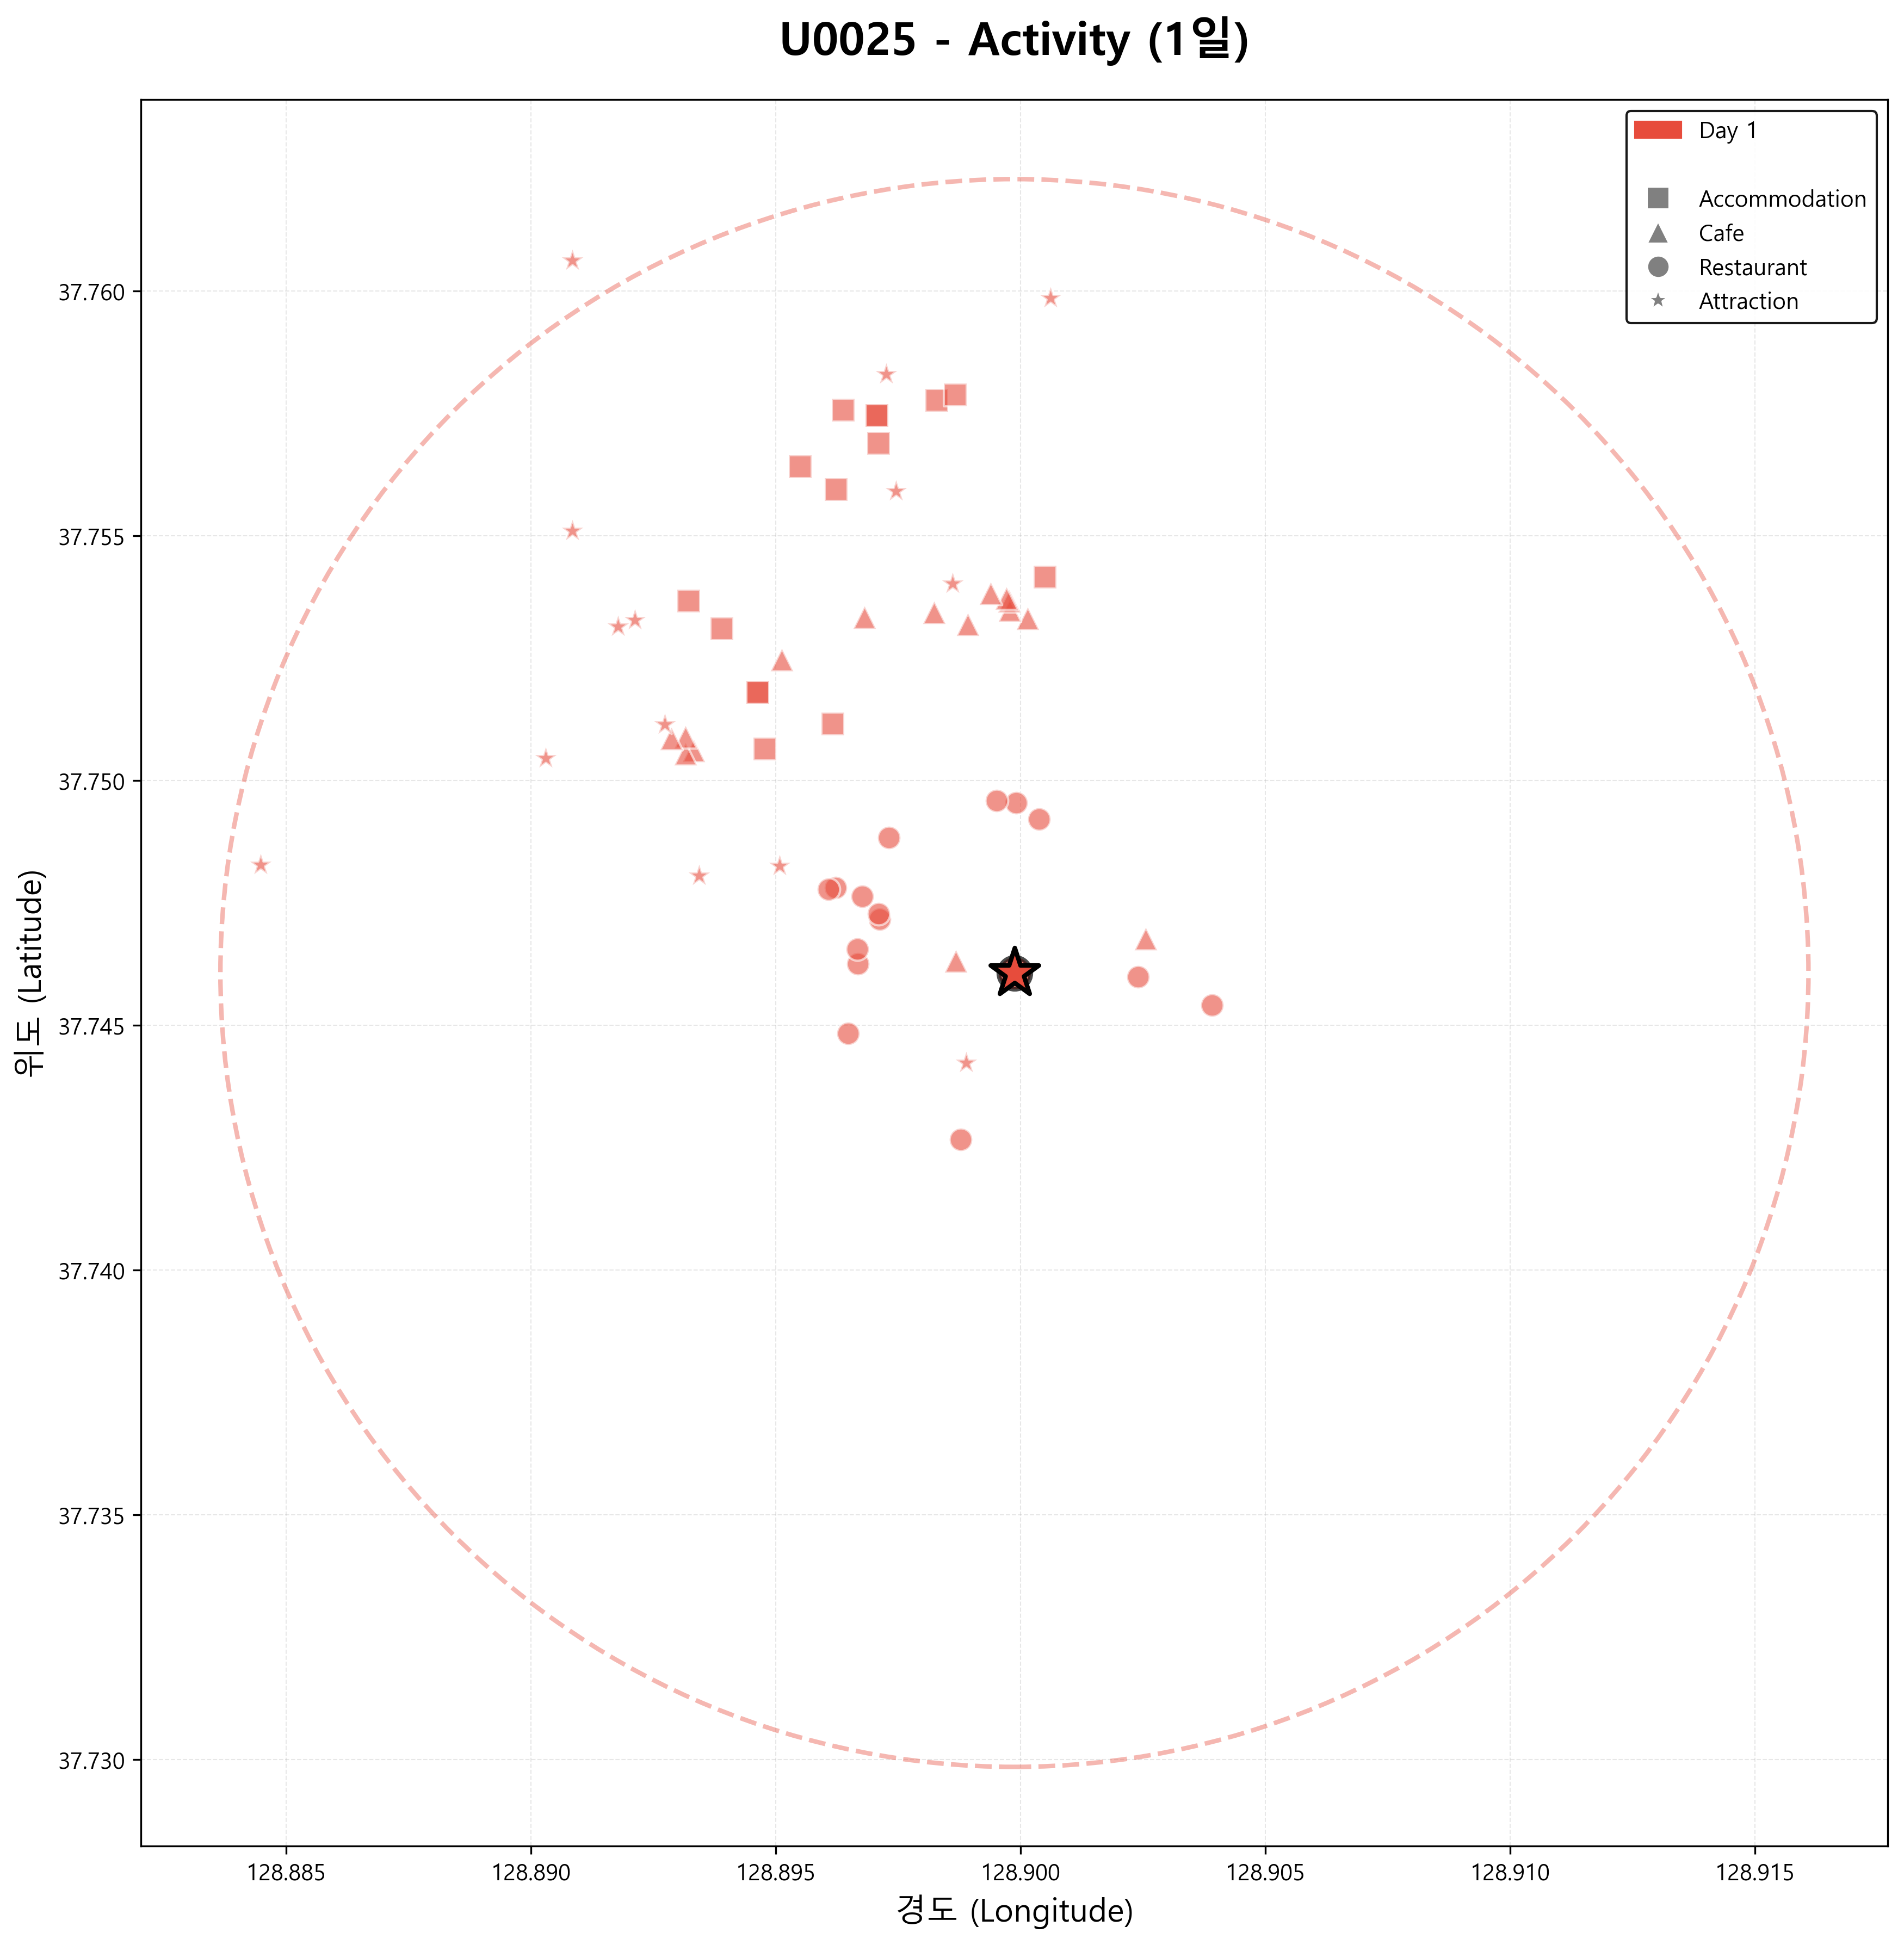 U0025 - Activity (1일)
Day 1
Accommodation
Cafe
Restaurant
Attraction
37.760
37.755
37.750
37.745
37.740
37.735
37.730
위도 (Latitude)
128.885 128.890 128.895 128.900 128.905 128.910 128.915
경도 (Longitude)